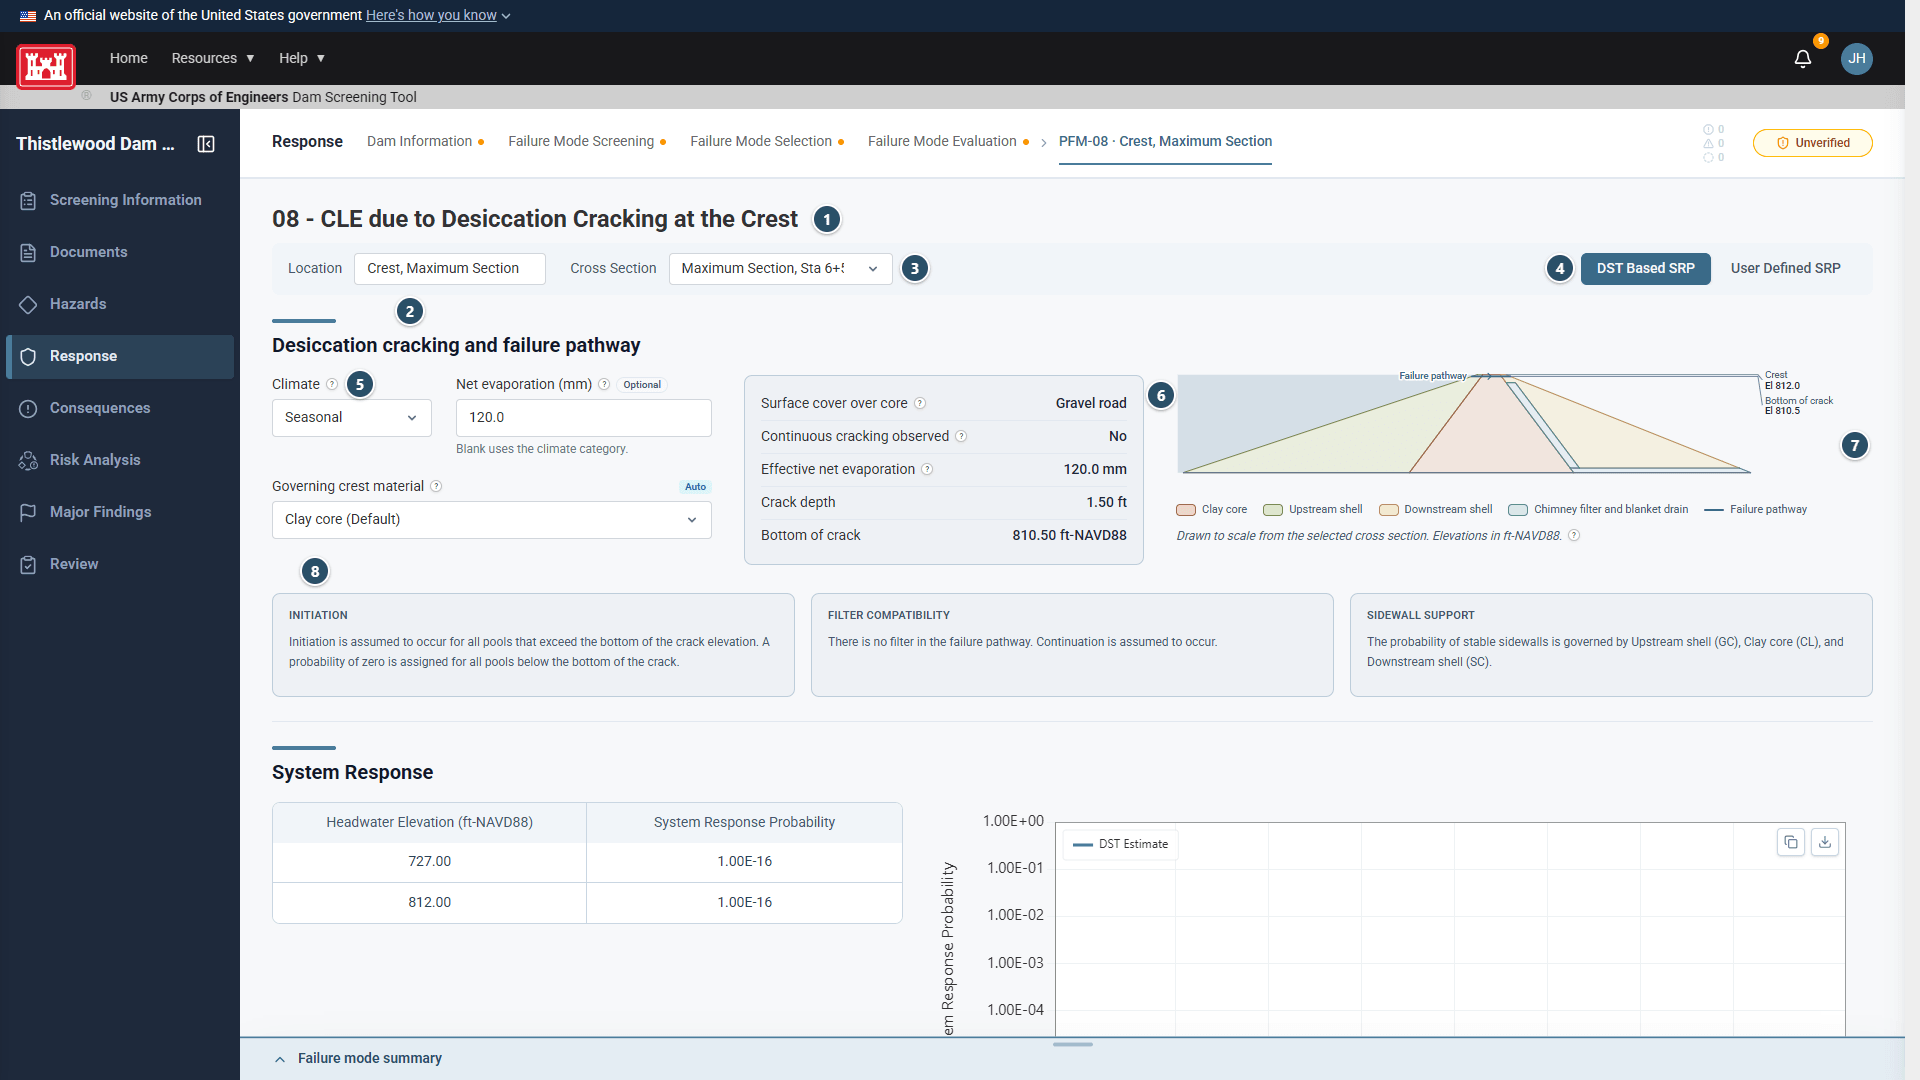 An official website of the United States government Here's how you know
Home Resources Help
9
JH
US Army Corps of Engineers Dam Screening Tool
Thistlewood Dam ...
Screening Information
Documents
Hazards
Response
Consequences
Risk Analysis
Major Findings
Review
Response Dam Information Failure Mode Screening Failure Mode Selection Failure Mode Evaluation PFM-08 · Crest, Maximum Section
0
0
0
Unverified
08 - CLE due to Desiccation Cracking at the Crest 1
Location Crest, Maximum Section Cross Section Maximum Section, Sta 6+5 3 4 DST Based SRP User Defined SRP
2
Desiccation cracking and failure pathway
Climate ? 5 Net evaporation (mm) ? Optional
Seasonal 120.0
Blank uses the climate category.
Governing crest material ? Auto
Clay core (Default)
Surface cover over core ? Gravel road
Continuous cracking observed ? No
Effective net evaporation ? 120.0 mm
Crack depth 1.50 ft
Bottom of crack 810.50 ft-NAVD88
6
Failure pathway
Crest
El 812.0
Bottom of crack
El 810.5
7
Clay core Upstream shell Downstream shell Chimney filter and blanket drain Failure pathway
Drawn to scale from the selected cross section. Elevations in ft-NAVD88. ?
8
INITIATION
Initiation is assumed to occur for all pools that exceed the bottom of the crack elevation. A
probability of zero is assigned for all pools below the bottom of the crack.
FILTER COMPATIBILITY
There is no filter in the failure pathway. Continuation is assumed to occur.
SIDEWALL SUPPORT
The probability of stable sidewalls is governed by Upstream shell (GC), Clay core (CL), and
Downstream shell (SC).
System Response
Headwater Elevation (ft-NAVD88) System Response Probability
727.00 1.00E-16
812.00 1.00E-16
em Response Probability
1.00E+00
1.00E-01
1.00E-02
1.00E-03
1.00E-04
DST Estimate
Failure mode summary